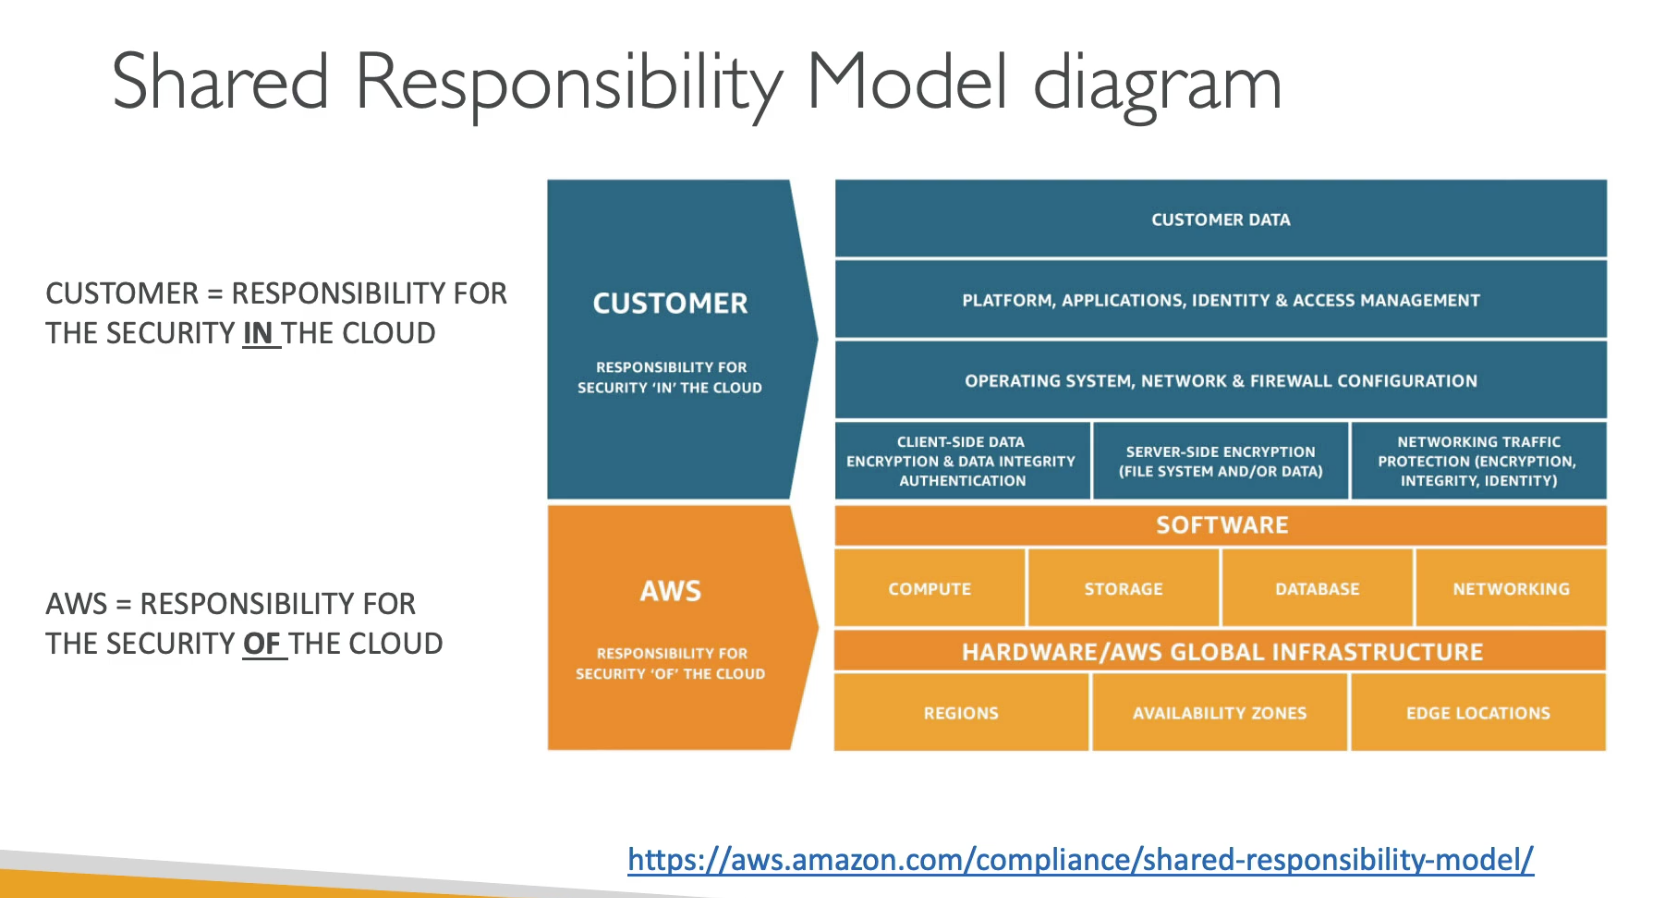 Shared Responsibility Model diagram
CUSTOMER = RESPONSIBILITY FOR
THE SECURITY IN THE CLOUD
CUSTOMER
RESPONSIBILITY FOR
SECURITY ‘IN’ THE CLOUD
CUSTOMER DATA
PLATFORM, APPLICATIONS, IDENTITY & ACCESS MANAGEMENT
OPERATING SYSTEM, NETWORK & FIREWALL CONFIGURATION
CLIENT-SIDE DATA
ENCRYPTION & DATA INTEGRITY
AUTHENTICATION
SERVER-SIDE ENCRYPTION
(FILE SYSTEM AND/OR DATA)
NETWORKING TRAFFIC
PROTECTION (ENCRYPTION,
INTEGRITY, IDENTITY)
AWS = RESPONSIBILITY FOR
THE SECURITY OF THE CLOUD
AWS
RESPONSIBILITY FOR
SECURITY ‘OF’ THE CLOUD
SOFTWARE
COMPUTE
STORAGE
DATABASE
NETWORKING
HARDWARE/AWS GLOBAL INFRASTRUCTURE
REGIONS
AVAILABILITY ZONES
EDGE LOCATIONS
https://aws.amazon.com/compliance/shared-responsibility-model/